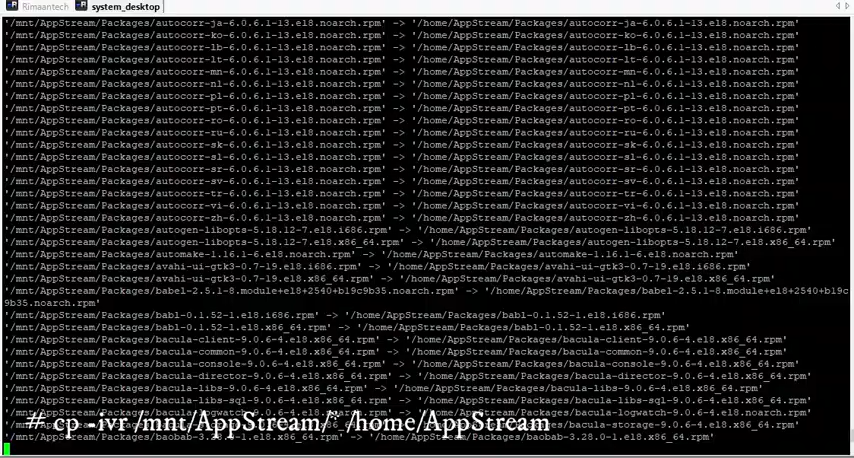 Rimaantech system_desktop
'/mnt/AppStream/Packages/autocorr-ja-6.0.6.1-13.el8.noarch.rpm' -> '/home/AppStream/Packages/autocorr-ja-6.0.6.1-13.el8.noarch.rpm'
'/mnt/AppStream/Packages/autocorr-ko-6.0.6.1-13.el8.noarch.rpm' -> '/home/AppStream/Packages/autocorr-ko-6.0.6.1-13.el8.noarch.rpm'
'/mnt/AppStream/Packages/autocorr-lb-6.0.6.1-13.el8.noarch.rpm' -> '/home/AppStream/Packages/autocorr-lb-6.0.6.1-13.el8.noarch.rpm'
'/mnt/AppStream/Packages/autocorr-lt-6.0.6.1-13.el8.noarch.rpm' -> '/home/AppStream/Packages/autocorr-lt-6.0.6.1-13.el8.noarch.rpm'
'/mnt/AppStream/Packages/autocorr-mn-6.0.6.1-13.el8.noarch.rpm' -> '/home/AppStream/Packages/autocorr-mn-6.0.6.1-13.el8.noarch.rpm'
'/mnt/AppStream/Packages/autocorr-nl-6.0.6.1-13.el8.noarch.rpm' -> '/home/AppStream/Packages/autocorr-nl-6.0.6.1-13.el8.noarch.rpm'
'/mnt/AppStream/Packages/autocorr-pl-6.0.6.1-13.el8.noarch.rpm' -> '/home/AppStream/Packages/autocorr-pl-6.0.6.1-13.el8.noarch.rpm'
'/mnt/AppStream/Packages/autocorr-pt-6.0.6.1-13.el8.noarch.rpm' -> '/home/AppStream/Packages/autocorr-pt-6.0.6.1-13.el8.noarch.rpm'
'/mnt/AppStream/Packages/autocorr-ro-6.0.6.1-13.el8.noarch.rpm' -> '/home/AppStream/Packages/autocorr-ro-6.0.6.1-13.el8.noarch.rpm'
'/mnt/AppStream/Packages/autocorr-ru-6.0.6.1-13.el8.noarch.rpm' -> '/home/AppStream/Packages/autocorr-ru-6.0.6.1-13.el8.noarch.rpm'
'/mnt/AppStream/Packages/autocorr-sk-6.0.6.1-13.el8.noarch.rpm' -> '/home/AppStream/Packages/autocorr-sk-6.0.6.1-13.el8.noarch.rpm'
'/mnt/AppStream/Packages/autocorr-sl-6.0.6.1-13.el8.noarch.rpm' -> '/home/AppStream/Packages/autocorr-sl-6.0.6.1-13.el8.noarch.rpm'
'/mnt/AppStream/Packages/autocorr-sr-6.0.6.1-13.el8.noarch.rpm' -> '/home/AppStream/Packages/autocorr-sr-6.0.6.1-13.el8.noarch.rpm'
'/mnt/AppStream/Packages/autocorr-sv-6.0.6.1-13.el8.noarch.rpm' -> '/home/AppStream/Packages/autocorr-sv-6.0.6.1-13.el8.noarch.rpm'
'/mnt/AppStream/Packages/autocorr-tr-6.0.6.1-13.el8.noarch.rpm' -> '/home/AppStream/Packages/autocorr-tr-6.0.6.1-13.el8.noarch.rpm'
'/mnt/AppStream/Packages/autocorr-vi-6.0.6.1-13.el8.noarch.rpm' -> '/home/AppStream/Packages/autocorr-vi-6.0.6.1-13.el8.noarch.rpm'
'/mnt/AppStream/Packages/autocorr-zh-6.0.6.1-13.el8.noarch.rpm' -> '/home/AppStream/Packages/autocorr-zh-6.0.6.1-13.el8.noarch.rpm'
'/mnt/AppStream/Packages/autogen-libopts-5.18.12-7.el8.i686.rpm' -> '/home/AppStream/Packages/autogen-libopts-5.18.12-7.el8.i686.rpm'
'/mnt/AppStream/Packages/autogen-libopts-5.18.12-7.el8.x86_64.rpm' -> '/home/AppStream/Packages/autogen-libopts-5.18.12-7.el8.x86_64.rpm'
'/mnt/AppStream/Packages/automake-1.16.1-6.el8.noarch.rpm' -> '/home/AppStream/Packages/automake-1.16.1-6.el8.noarch.rpm'
'/mnt/AppStream/Packages/avahi-ui-gtk3-0.7-19.el8.i686.rpm' -> '/home/AppStream/Packages/avahi-ui-gtk3-0.7-19.el8.i686.rpm'
'/mnt/AppStream/Packages/avahi-ui-gtk3-0.7-19.el8.x86_64.rpm' -> '/home/AppStream/Packages/avahi-ui-gtk3-0.7-19.el8.x86_64.rpm'
'/mnt/AppStream/Packages/babel-2.5.1-8.module+el8+2540+b19c9b35.noarch.rpm' -> '/home/AppStream/Packages/babel-2.5.1-8.module+el8+2540+b19c
9b35.noarch.rpm'
'/mnt/AppStream/Packages/babl-0.1.52-1.el8.i686.rpm' -> '/home/AppStream/Packages/babl-0.1.52-1.el8.i686.rpm'
'/mnt/AppStream/Packages/babl-0.1.52-1.el8.x86_64.rpm' -> '/home/AppStream/Packages/babl-0.1.52-1.el8.x86_64.rpm'
'/mnt/AppStream/Packages/bacula-client-9.0.6-4.el8.x86_64.rpm' -> '/home/AppStream/Packages/bacula-client-9.0.6-4.el8.x86_64.rpm'
'/mnt/AppStream/Packages/bacula-common-9.0.6-4.el8.x86_64.rpm' -> '/home/AppStream/Packages/bacula-common-9.0.6-4.el8.x86_64.rpm'
'/mnt/AppStream/Packages/bacula-console-9.0.6-4.el8.x86_64.rpm' -> '/home/AppStream/Packages/bacula-console-9.0.6-4.el8.x86_64.rpm'
'/mnt/AppStream/Packages/bacula-director-9.0.6-4.el8.x86_64.rpm' -> '/home/AppStream/Packages/bacula-director-9.0.6-4.el8.x86_64.rpm'
'/mnt/AppStream/Packages/bacula-libs-9.0.6-4.el8.x86_64.rpm' -> '/home/AppStream/Packages/bacula-libs-9.0.6-4.el8.x86_64.rpm'
'/mnt/AppStream/Packages/bacula-libs-sql-9.0.6-4.el8.x86_64.rpm' -> '/home/AppStream/Packages/bacula-libs-sql-9.0.6-4.el8.x86_64.rpm'
'/mnt/AppStream/Packages/bacula-logwatch-9.0.6-4.el8.noarch.rpm' -> '/home/AppStream/Packages/bacula-logwatch-9.0.6-4.el8.noarch.rpm'
# cp -ivr /mnt/AppStream/* /home/AppStream
/home/AppStream/Packages/bacula-storage-9.0.6-4.el8.x86_64.rpm'
'/mnt/AppStream/Packages/baobab-3.28.0-1.el8.x86_64.rpm' -> '/home/AppStream/Packages/baobab-3.28.0-1.el8.x86_64.rpm'